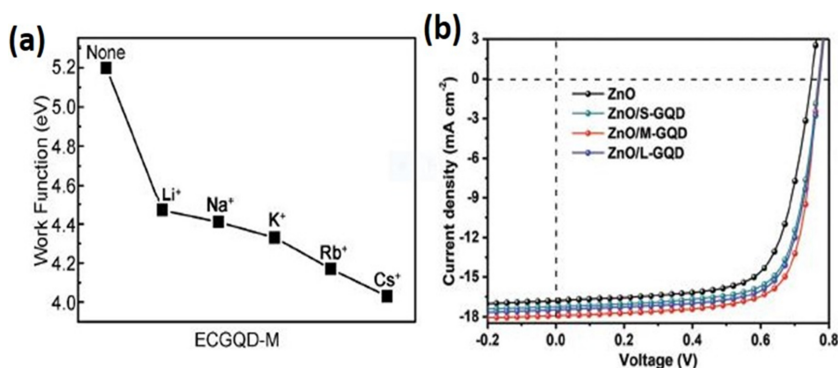 (a)
Work Function (eV)
5.2
5.0
4.8
4.6
4.4
4.2
4.0
None
Li⁺
Na⁺
K⁺
Rb⁺
Cs⁺
ECGQD-M
(b)
Current density (mA cm⁻²)
3
0
-3
-6
-9
-12
-15
-18
ZnO
ZnO/S-GQD
ZnO/M-GQD
ZnO/L-GQD
-0.2 0.0 0.2 0.4 0.6 0.8
Voltage (V)